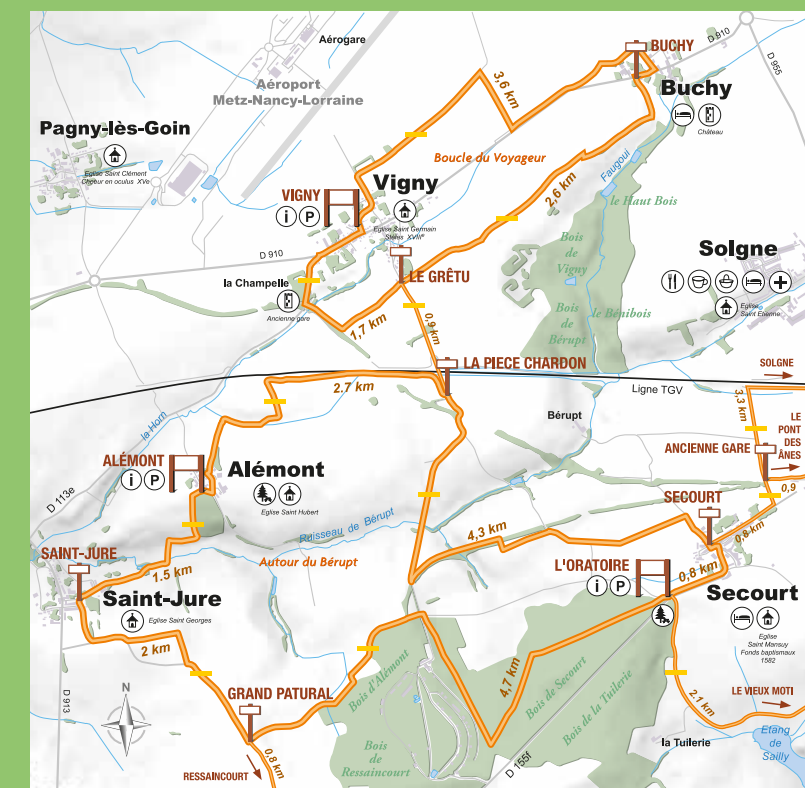 Aérogare
D 910
BUCHY
D 955
Aéroport
Metz-Nancy-Lorraine
3,6 km
Buchy
Château
Pagny-lès-Goin
Eglise Saint Clément
Choeur en oculus XVe
Boucle du Voyageur
Faugoui
VIGNY
i P
Vigny
Eglise Saint Germain
Stèles XVIII°
2,6 km
le Haut Bois
D 910
Bois
de
Vigny
Solgne
LE GRÊTU
la Champelle
Ancienne gare
Eglise
Saint Etienne
le Bénibois
Bois
de
Bérupt
1,7 km
0,9 km
LA PIECE CHARDON
SOLGNE
2.7 km
Ligne TGV
3,3 km
la Horn
Bérupt
LE
PONT
DES
ÂNES
ANCIENNE GARE
ALÉMONT
i P
Alémont
Eglise Saint Hubert
0,9
D 113e
SECOURT
Ruisseau de Bérupt
4,3 km
0,8 km
SAINT-JURE
Autour du Bérupt
L'ORATOIRE
i P
0,8 km
1.5 km
Saint-Jure
Eglise Saint Georges
Secourt
Eglise
Saint Mansuy
Fonds baptismaux
1582
2 km
Bois d'Alémont
4,7 km
Bois de Secourt
Bois de la Tuilerie
N
D 913
GRAND PATURAL
2.1 km
LE VIEUX MOTI
la Tuilerie
Etang
de
Sailly
Bois
de
Ressaincourt
0,8 km
RESSAINCOURT
D 155f